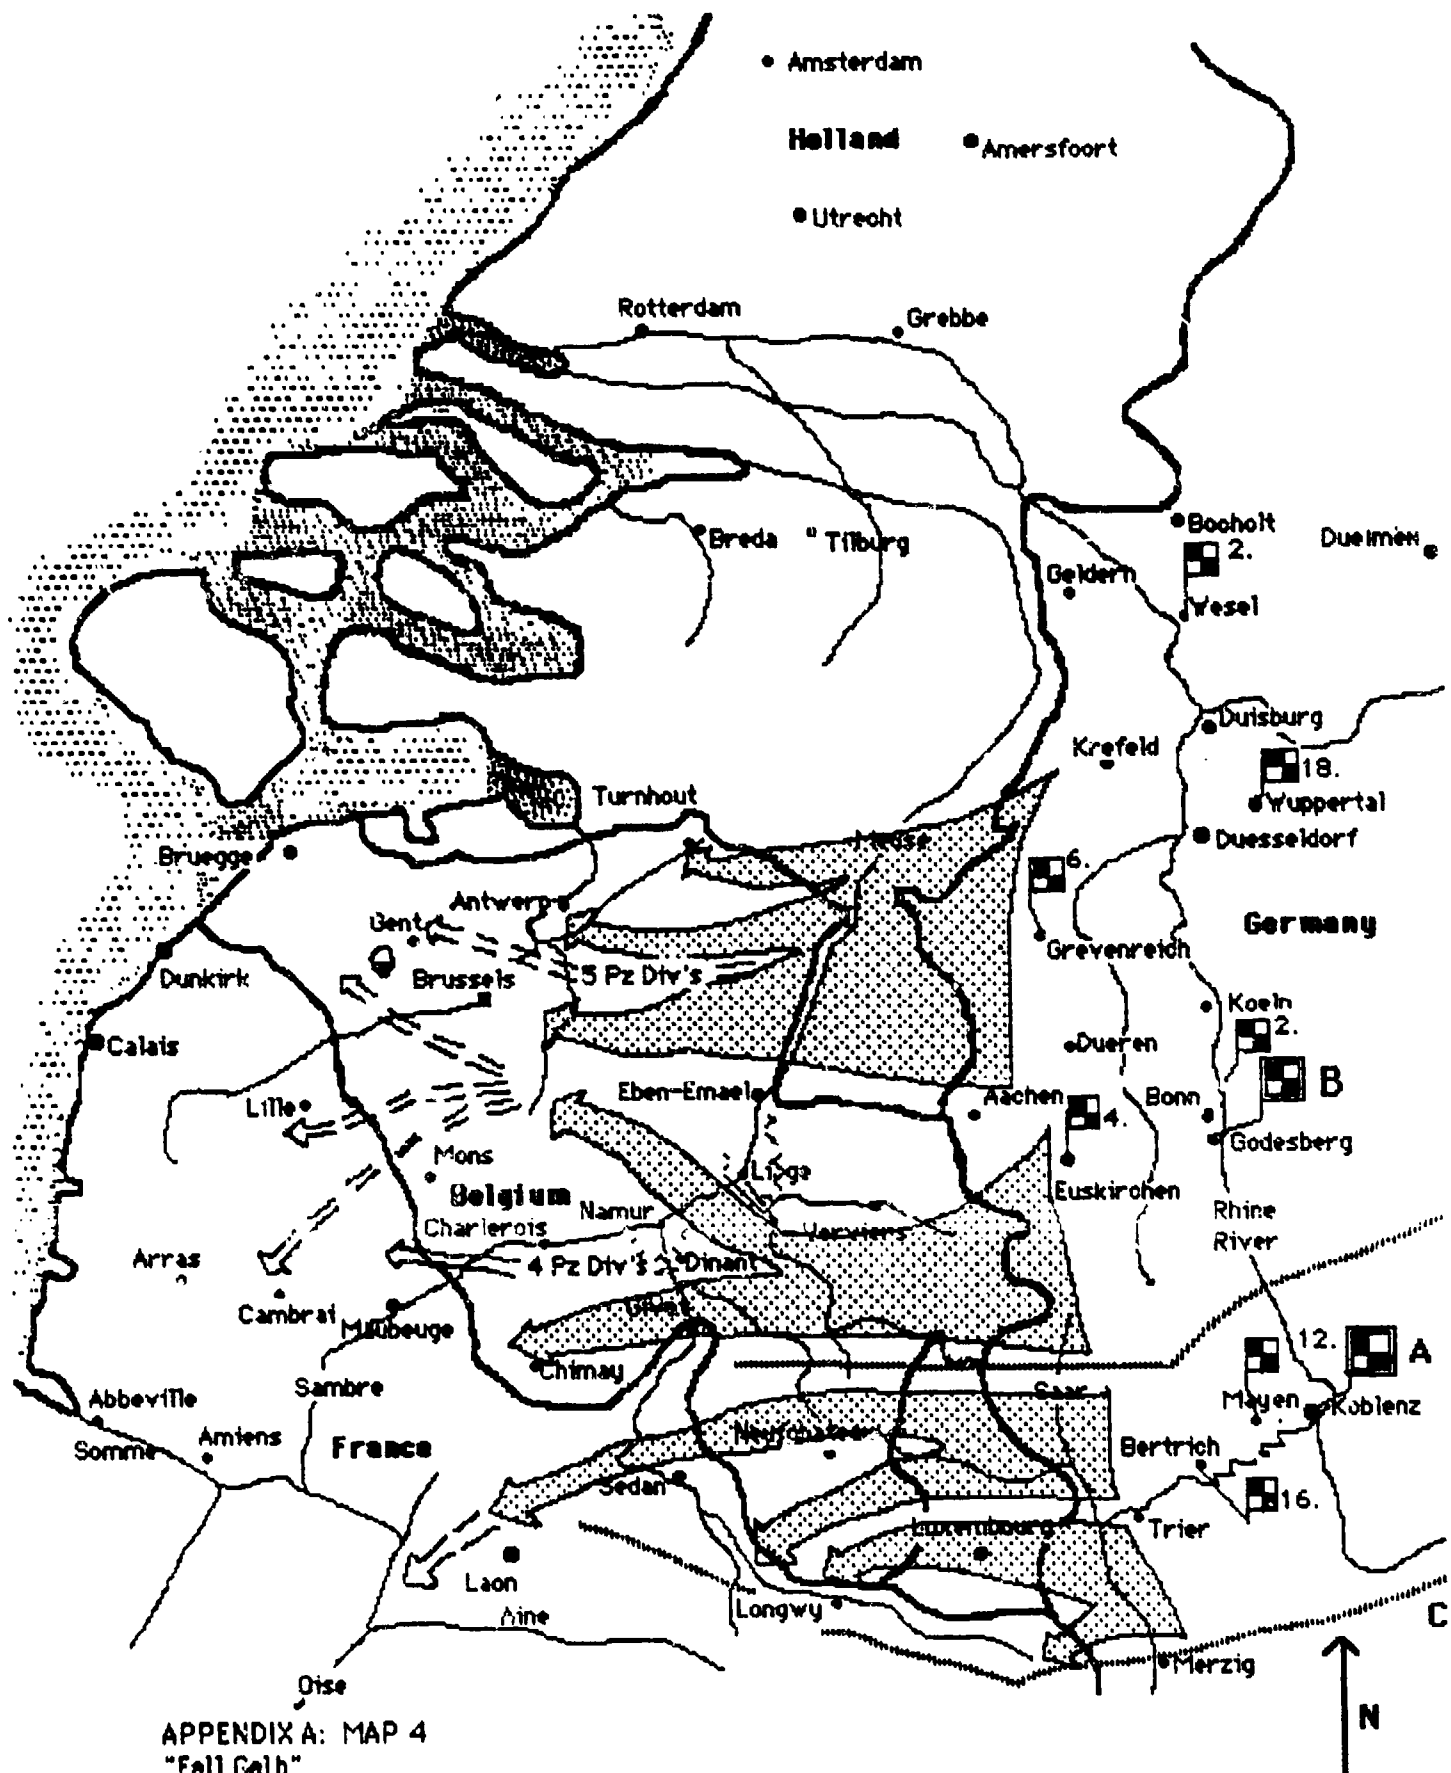 Amsterdam
Holland
Amersfoort
Utrecht
Rotterdam
Grebbe
Breda
Tilburg
Bocholt
2.
Duelmen
Geldern
Wesel
Duisburg
Krefeld
18.
Wuppertal
Turnhout
Meuse
Duesseldorf
Bruegge
6.
Antwerp
Gent
Germany
Grevenreich
Dunkirk
Brussels
5 Pz Div's
Koeln
2.
Calais
Dueren
B
Eben-Emael
Aachen
Bonn
Lille
4.
Godesberg
Mons
Liege
Belgium
Euskirchen
Namur
Rhine
River
Charlerois
Verviers
Arras
4 Pz Div's
Dinant
Cambrai
Givet
Maubeuge
12.
A
Chimay
Sambre
Saar
Mayen
Koblenz
Abbeville
Somme
Amiens
France
Neufchateau
Bertrich
Sedan
16.
Luxembourg
Trier
Laon
Aine
Longwy
C
Merzig
Oise
N
APPENDIX A: MAP 4
"Fall Gelb"